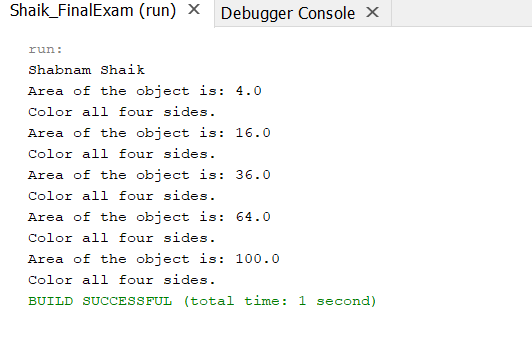 Shaik_FinalExam (run) × Debugger Console ×
run:
Shabnam Shaik
Area of the object is: 4.0
Color all four sides.
Area of the object is: 16.0
Color all four sides.
Area of the object is: 36.0
Color all four sides.
Area of the object is: 64.0
Color all four sides.
Area of the object is: 100.0
Color all four sides.
BUILD SUCCESSFUL (total time: 1 second)